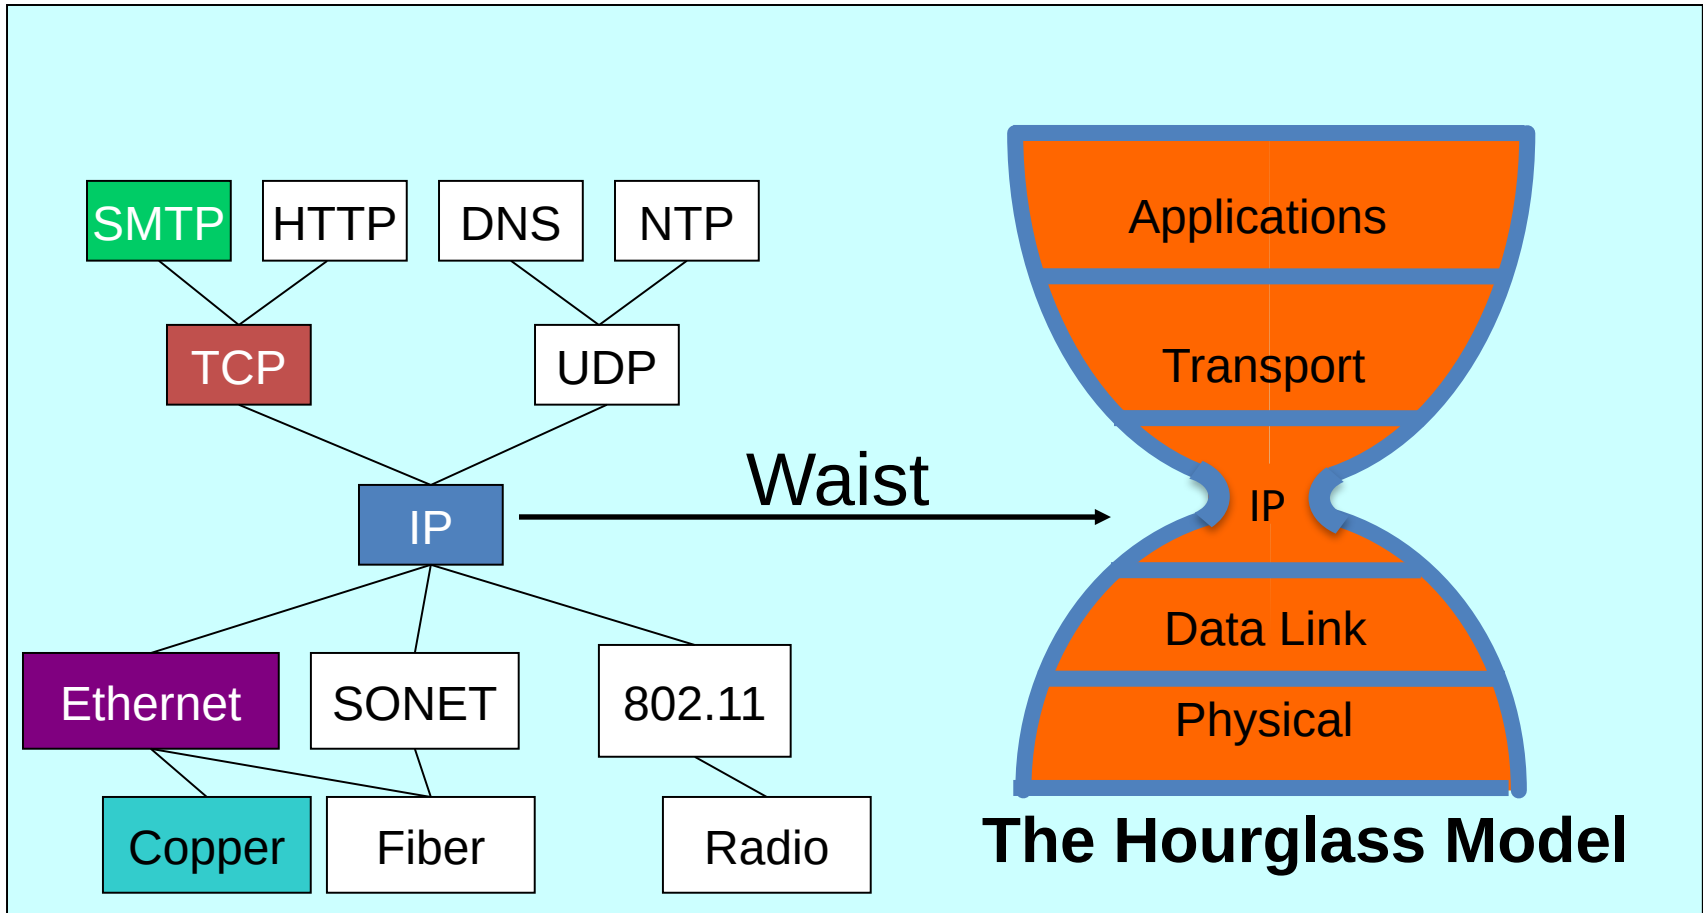 SMTP HTTP DNS NTP
TCP UDP
IP
Ethernet SONET 802.11
Copper Fiber Radio
Waist
Applications
Transport
IP
Data Link
Physical
The Hourglass Model